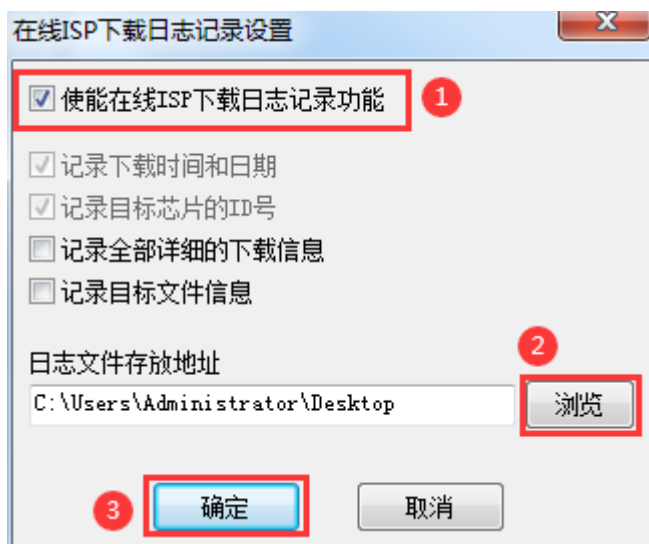 在线ISP下载日志记录设置
使能在线ISP下载日志记录功能 1
记录下载时间和日期
记录目标芯片的ID号
记录全部详细的下载信息
记录目标文件信息
2
日志文件存放地址
C:\Users\Administrator\Desktop 浏览
3 确定 取消